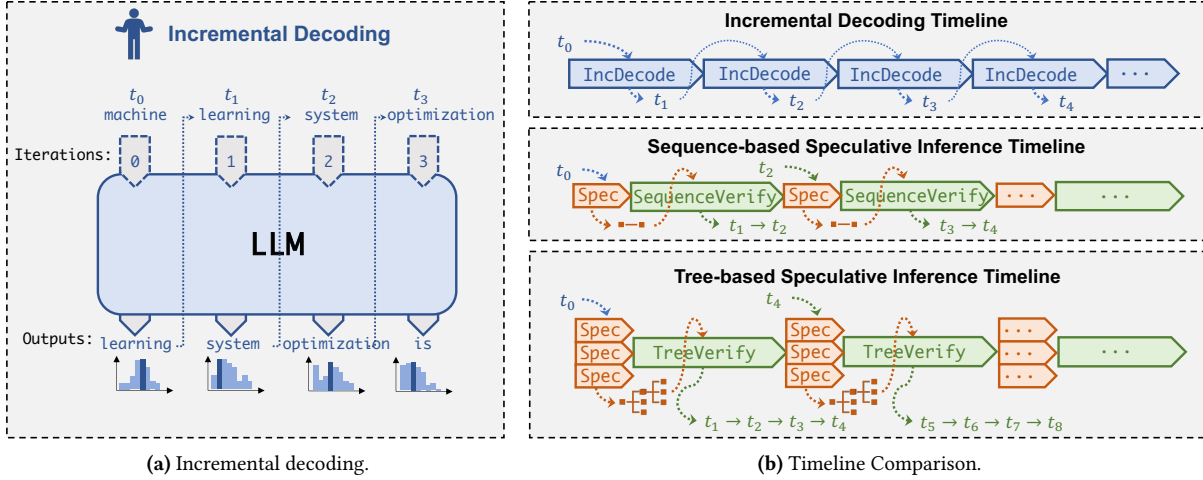 Incremental Decoding
t0 t1 t2 t3
machine learning system optimization
Iterations: 0 1 2 3
LLM
Outputs: learning system optimization is
(a) Incremental decoding.
Incremental Decoding Timeline
t0
IncDecode IncDecode IncDecode IncDecode ···
t1 t2 t3 t4
Sequence-based Speculative Inference Timeline
t0 t2
Spec SequenceVerify Spec SequenceVerify ··· ···
t1 → t2 t3 → t4
Tree-based Speculative Inference Timeline
t0 t4
Spec Spec ···
Spec TreeVerify Spec TreeVerify ··· ···
Spec Spec ···
t1 → t2 → t3 → t4 t5 → t6 → t7 → t8
(b) Timeline Comparison.